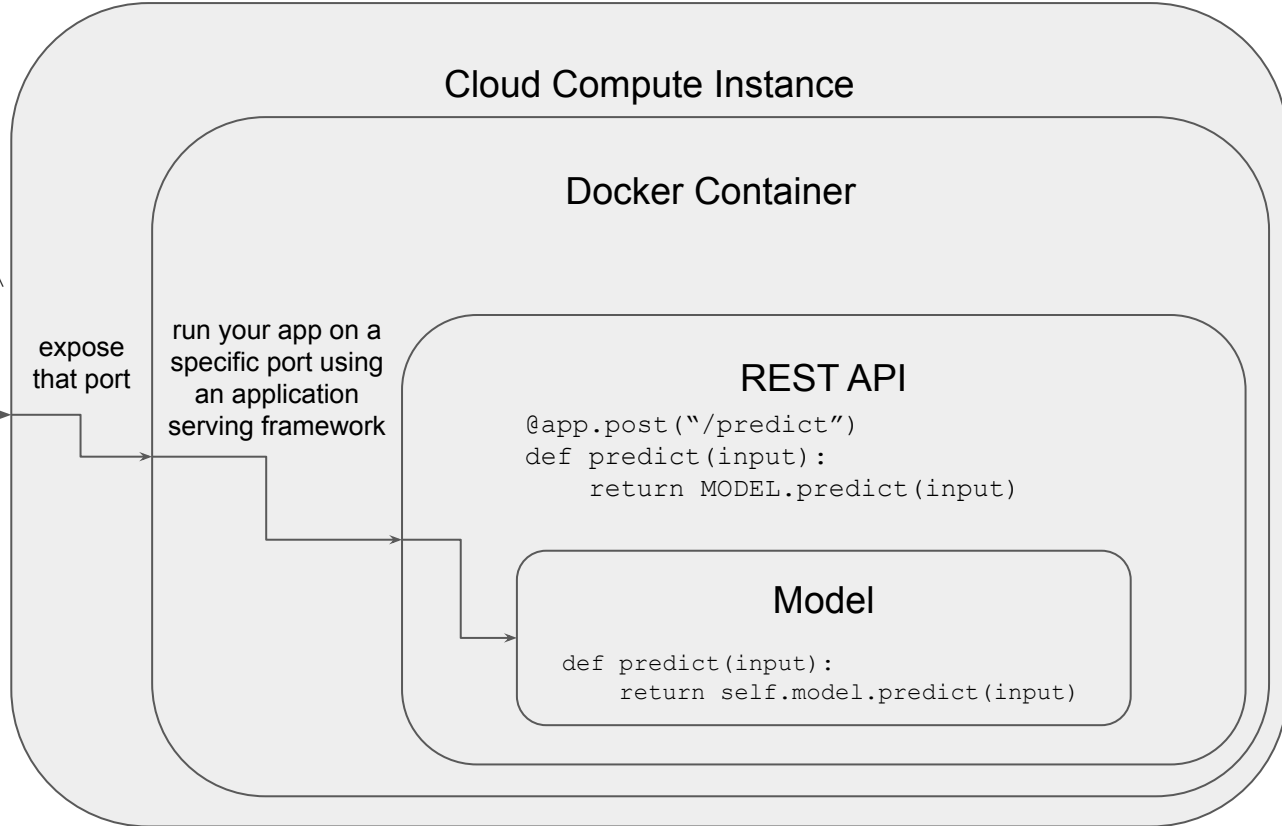 Cloud Compute Instance
Docker Container
expose
that port
run your app on a
specific port using
an application
serving framework
REST API
@app.post(“/predict”)
def predict(input):
    return MODEL.predict(input)
Model
def predict(input):
    return self.model.predict(input)